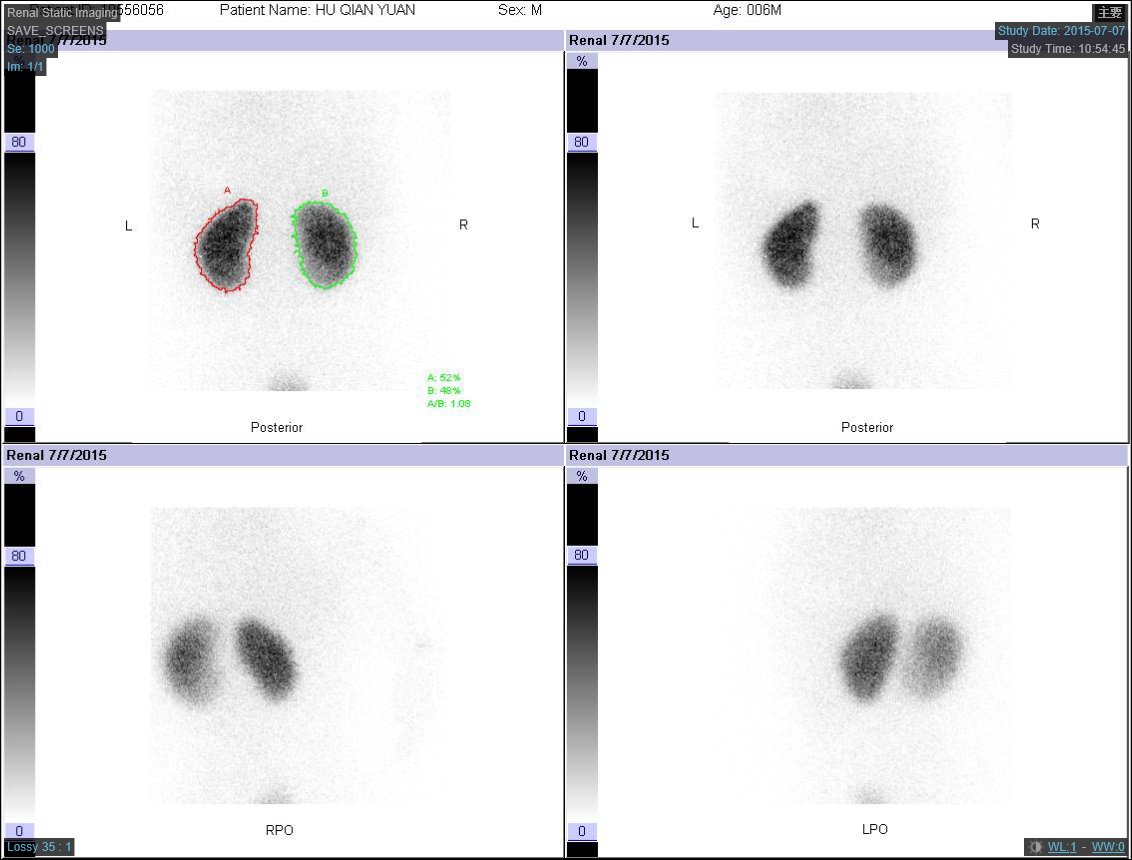 Renal Static Imaging
Patient Name: HU QIAN YUAN
Sex: M
Age: 006M
主要
SAVE_SCREENS
Study Date: 2015-07-07
Renal 7/7/2015
Renal 7/7/2015
Se: 1000
Study Time: 10:54:45
Im: 1/1
%
80
80
A
B
L
R
L
R
A: 52%
B: 48%
A/B: 1.08
0
0
Posterior
Posterior
Renal 7/7/2015
Renal 7/7/2015
%
%
80
80
0
0
RPO
LPO
Lossy 35 : 1
WL:1 - WW:0